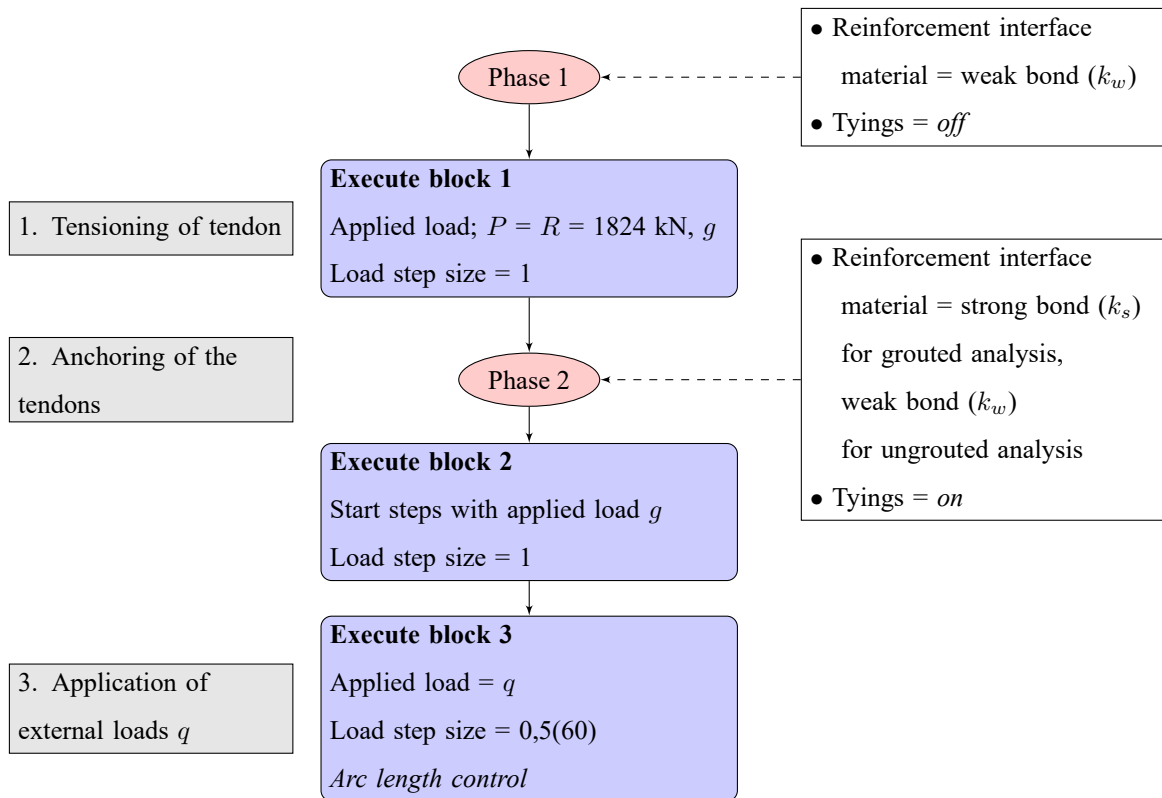 Phase 1
• Reinforcement interface
material = weak bond (k_w)
• Tyings = off
1. Tensioning of tendon
Execute block 1
Applied load; P = R = 1824 kN, g
Load step size = 1
2. Anchoring of the
tendons
Phase 2
• Reinforcement interface
material = strong bond (k_s)
for grouted analysis,
weak bond (k_w)
for ungrouted analysis
• Tyings = on
Execute block 2
Start steps with applied load g
Load step size = 1
3. Application of
external loads q
Execute block 3
Applied load = q
Load step size = 0,5(60)
Arc length control